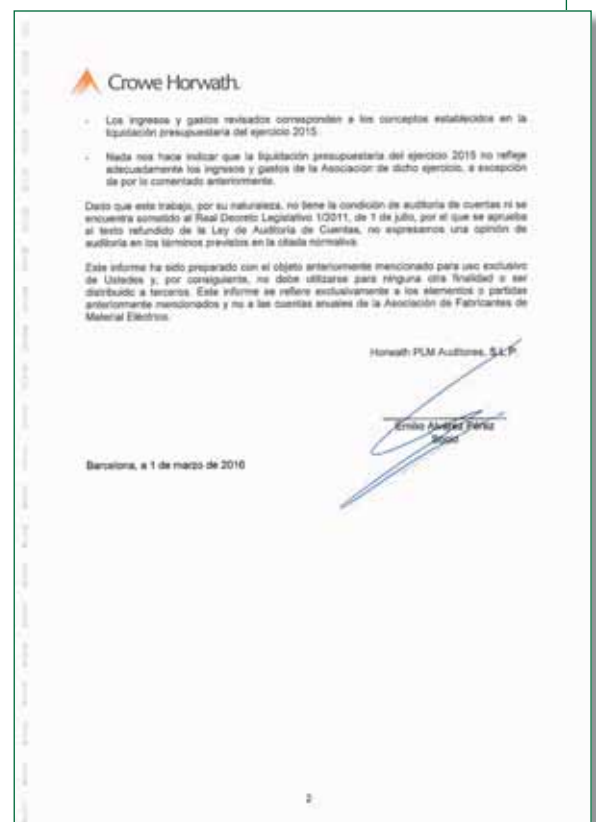 Crowe Horwath.
- Los ingresos y gastos revisados corresponden a los conceptos establecidos en la
liquidación presupuestaria del ejercicio 2015.
- Nada nos hace indicar que la liquidación presupuestaria del ejercicio 2015 no refleje
adecuadamente los ingresos y gastos de la Asociación de dicho ejercicio, a excepción
de por lo comentado anteriormente.
Dado que este trabajo, por su naturaleza, no tiene la condición de auditoría de cuentas ni se
encuentra sometido al Real Decreto Legislativo 1/2011, de 1 de julio, por el que se aprueba
el texto refundido de la Ley de Auditoría de Cuentas, no expresamos una opinión de
auditoría en los términos previstos en la citada normativa.
Este informe ha sido preparado con el objeto anteriormente mencionado para uso exclusivo
de Ustedes y, por consiguiente, no debe utilizarse para ninguna otra finalidad o ser
distribuido a terceros. Este informe se refiere exclusivamente a los elementos o partidas
anteriormente mencionados y no a las cuentas anuales de la Asociación de Fabricantes de
Material Eléctrico.
Horwath PLM Auditores, S.L.P.
Emilio Álvarez Pérez
Socio
Barcelona, a 1 de marzo de 2016
2